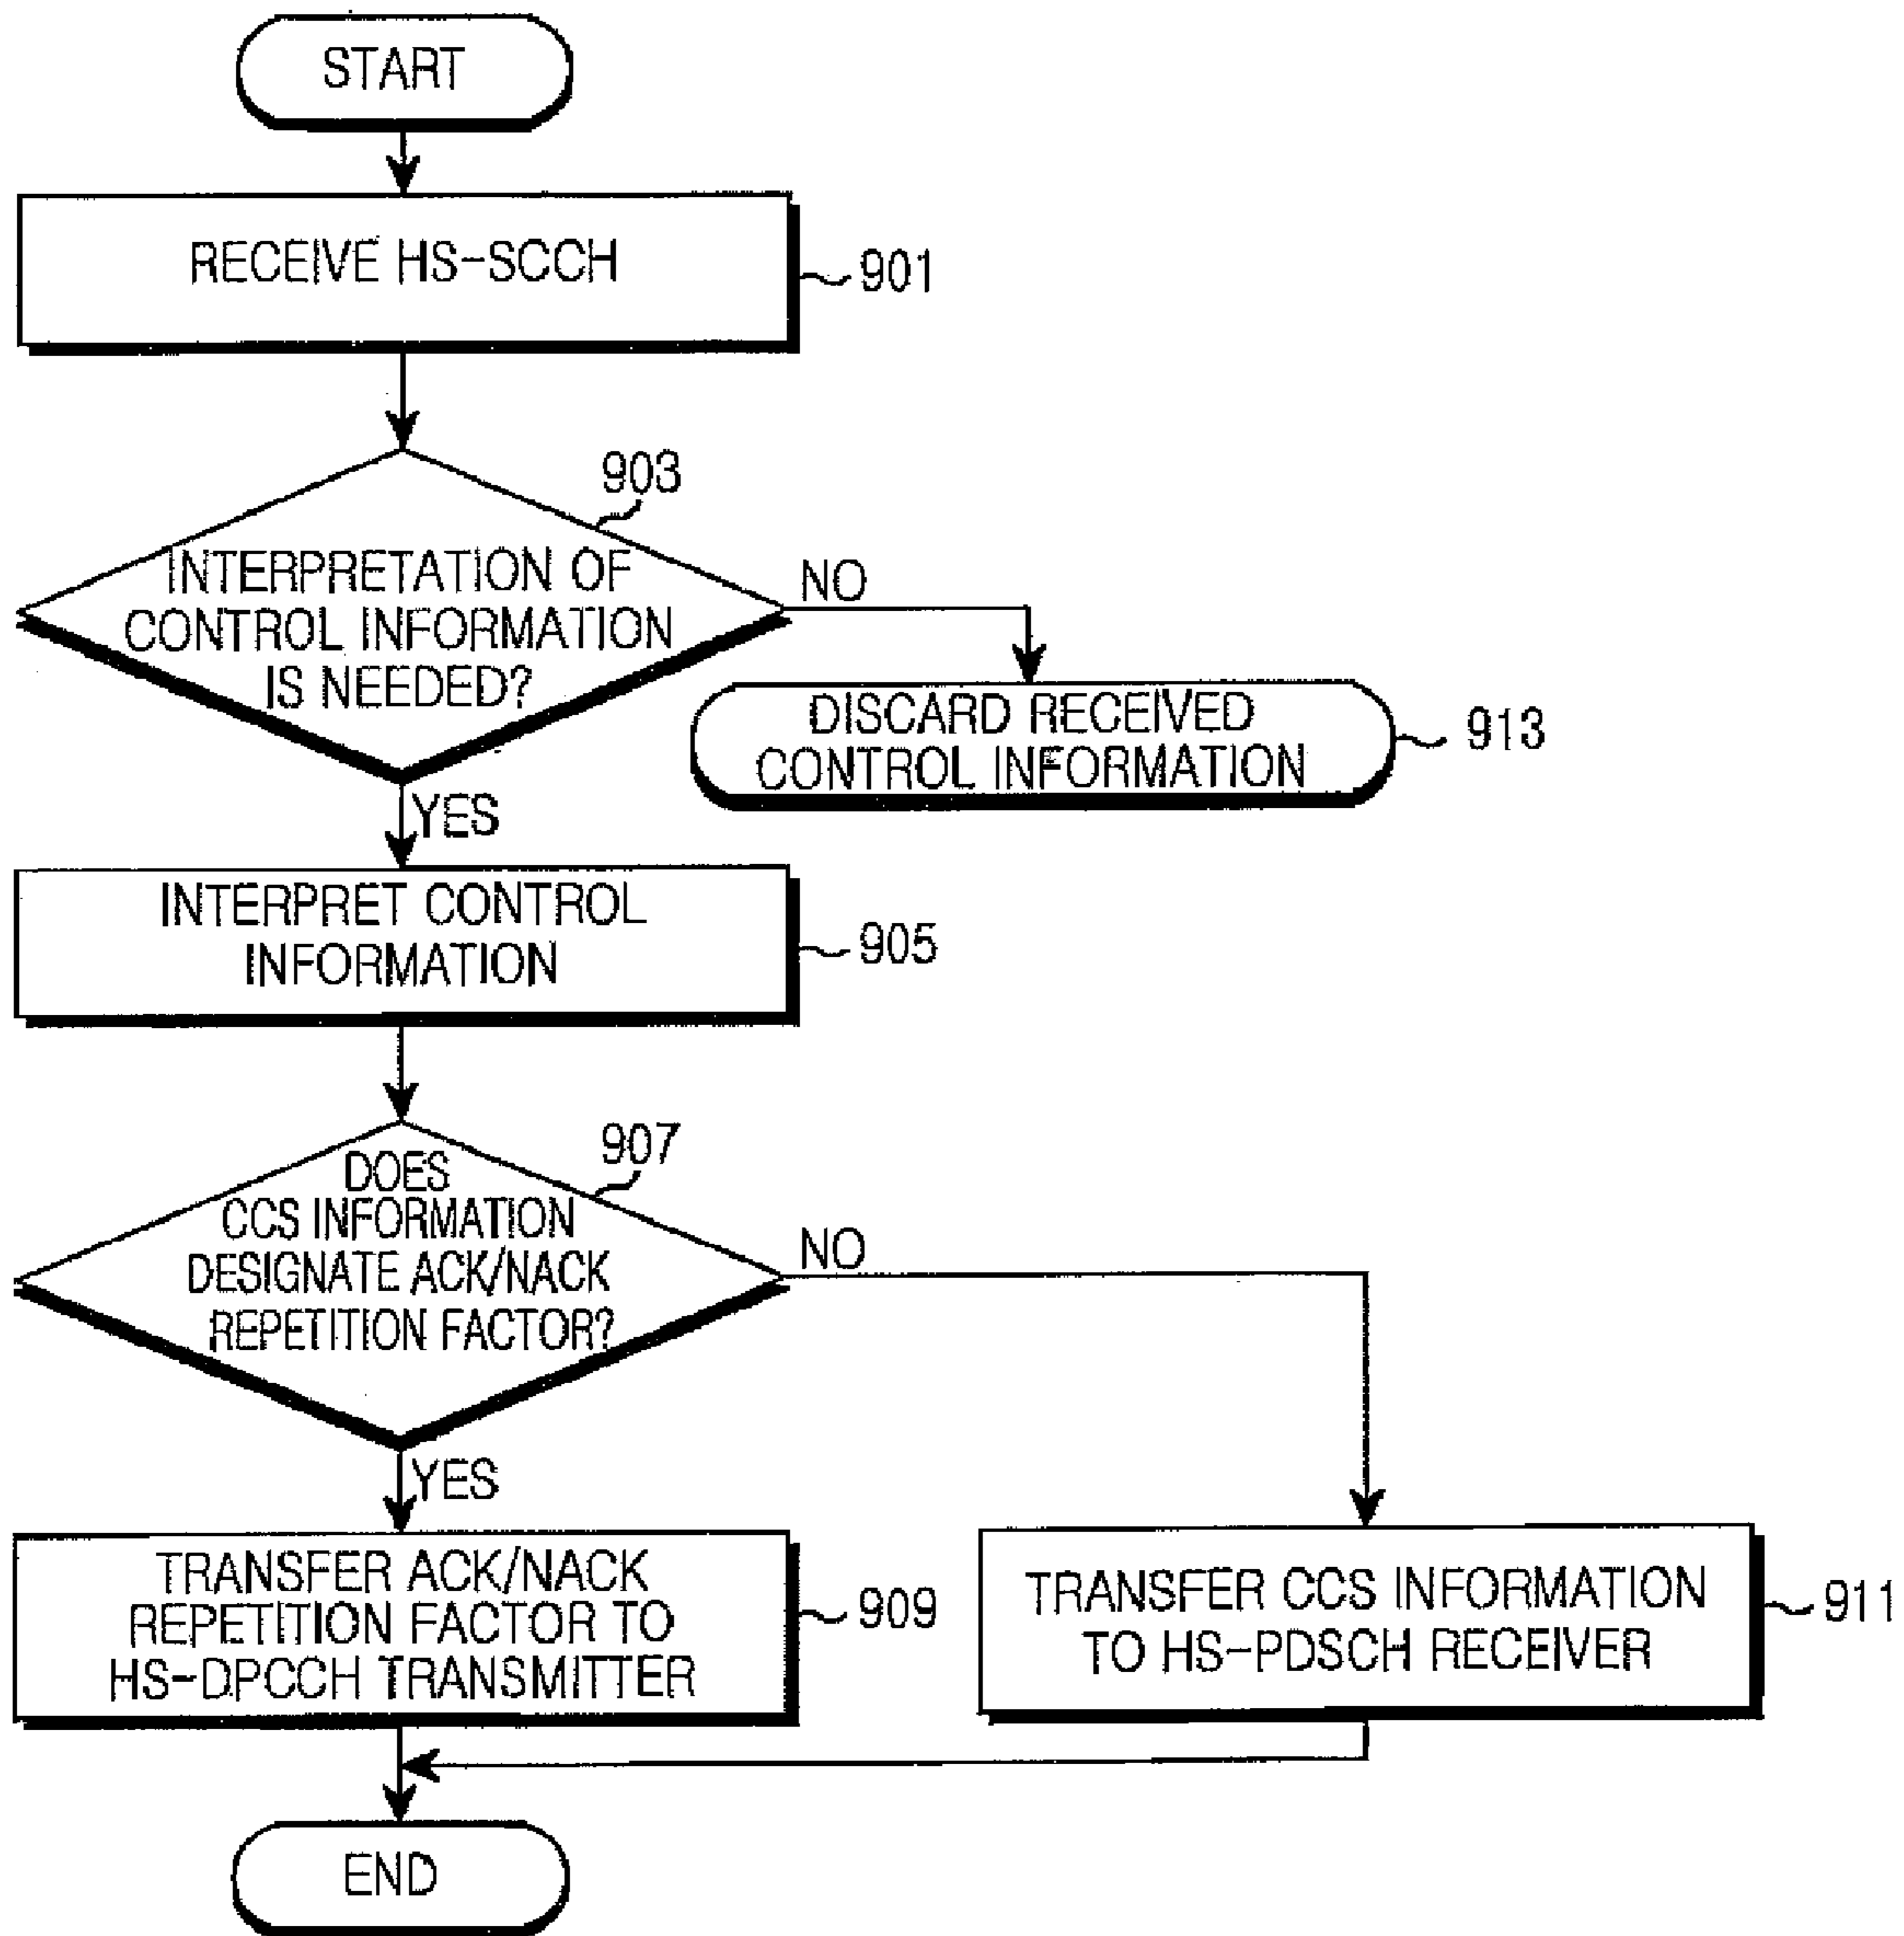 START
RECEIVE HS-SCCH
901
903
INTERPRETATION OF
CONTROL INFORMATION
IS NEEDED?
NO
DISCARD RECEIVED
CONTROL INFORMATION
913
YES
INTERPRET CONTROL
INFORMATION
905
907
DOES
CCS INFORMATION
DESIGNATE ACK/NACK
REPETITION FACTOR?
NO
YES
TRANSFER ACK/NACK
REPETITION FACTOR TO
HS-DPCCH TRANSMITTER
909
TRANSFER CCS INFORMATION
TO HS-PDSCH RECEIVER
911
END